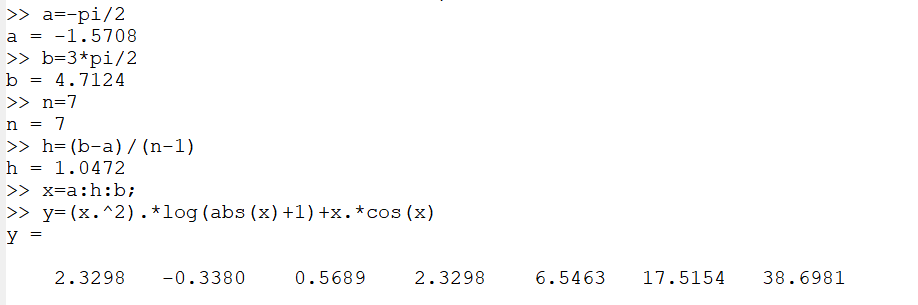 >> a=-pi/2
a = -1.5708
>> b=3*pi/2
b = 4.7124
>> n=7
n = 7
>> h=(b-a)/(n-1)
h = 1.0472
>> x=a:h:b;
>> y=(x.^2).*log(abs(x)+1)+x.*cos(x)
y =
2.3298 -0.3380 0.5689 2.3298 6.5463 17.5154 38.6981